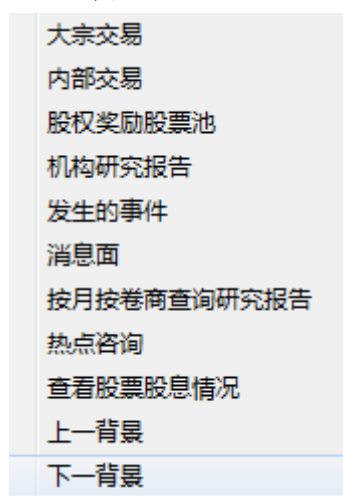 大宗交易
内部交易
股权奖励股票池
机构研究报告
发生的事件
消息面
按月按卷商查询研究报告
热点咨询
查看股票股息情况
上一背景
下一背景